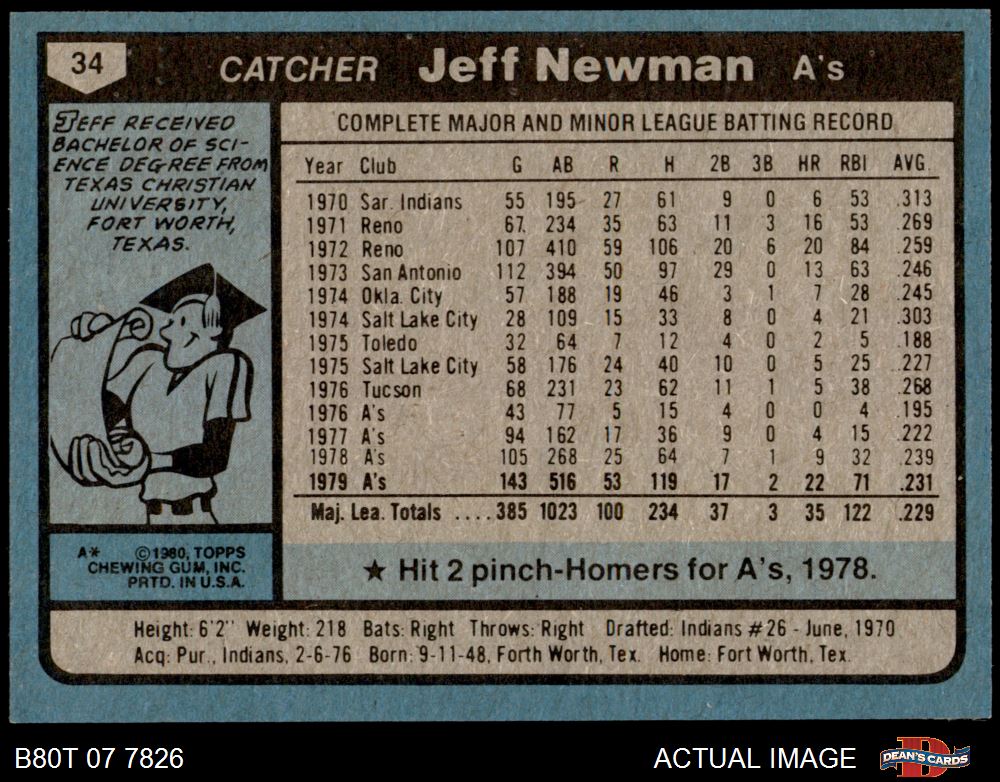 34 CATCHER Jeff Newman A's
JEFF RECEIVED
BACHELOR OF SCI-
ENCE DEGREE FROM
TEXAS CHRISTIAN
UNIVERSITY,
FORT WORTH,
TEXAS.
A* ©1980, TOPPS
CHEWING GUM, INC.
PRTD. IN U.S.A.
COMPLETE MAJOR AND MINOR LEAGUE BATTING RECORD
Year Club G AB R H 2B 3B HR RBI AVG.
1970 Sar. Indians 55 195 27 61 9 0 6 53 .313
1971 Reno 67 234 35 63 11 3 16 53 .269
1972 Reno 107 410 59 106 20 6 20 84 .259
1973 San Antonio 112 394 50 97 29 0 13 63 .246
1974 Okla. City 57 188 19 46 3 1 7 28 .245
1974 Salt Lake City 28 109 15 33 8 0 4 21 .303
1975 Toledo 32 64 7 12 4 0 2 5 .188
1975 Salt Lake City 58 176 24 40 10 0 5 25 .227
1976 Tucson 68 231 23 62 11 1 5 38 .268
1976 A's 43 77 5 15 4 0 0 4 .195
1977 A's 94 162 17 36 9 0 4 15 .222
1978 A's 105 268 25 64 7 1 9 32 .239
1979 A's 143 516 53 119 17 2 22 71 .231
Maj. Lea. Totals ....385 1023 100 234 37 3 35 122 .229
★ Hit 2 pinch-Homers for A's, 1978.
Height: 6'2" Weight: 218 Bats: Right Throws: Right Drafted: Indians #26 - June, 1970
Acq: Pur., Indians, 2-6-76 Born: 9-11-48, Forth Worth, Tex. Home: Fort Worth, Tex.
B80T 07 7826 ACTUAL IMAGE DEAN'S CARDS